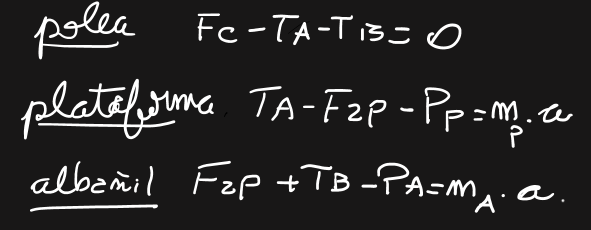 polea Fc - TA - TB = 0
plataforma. TA - F2p - Pp = mp . a
albañil F2p + TB - PA = mA . a.